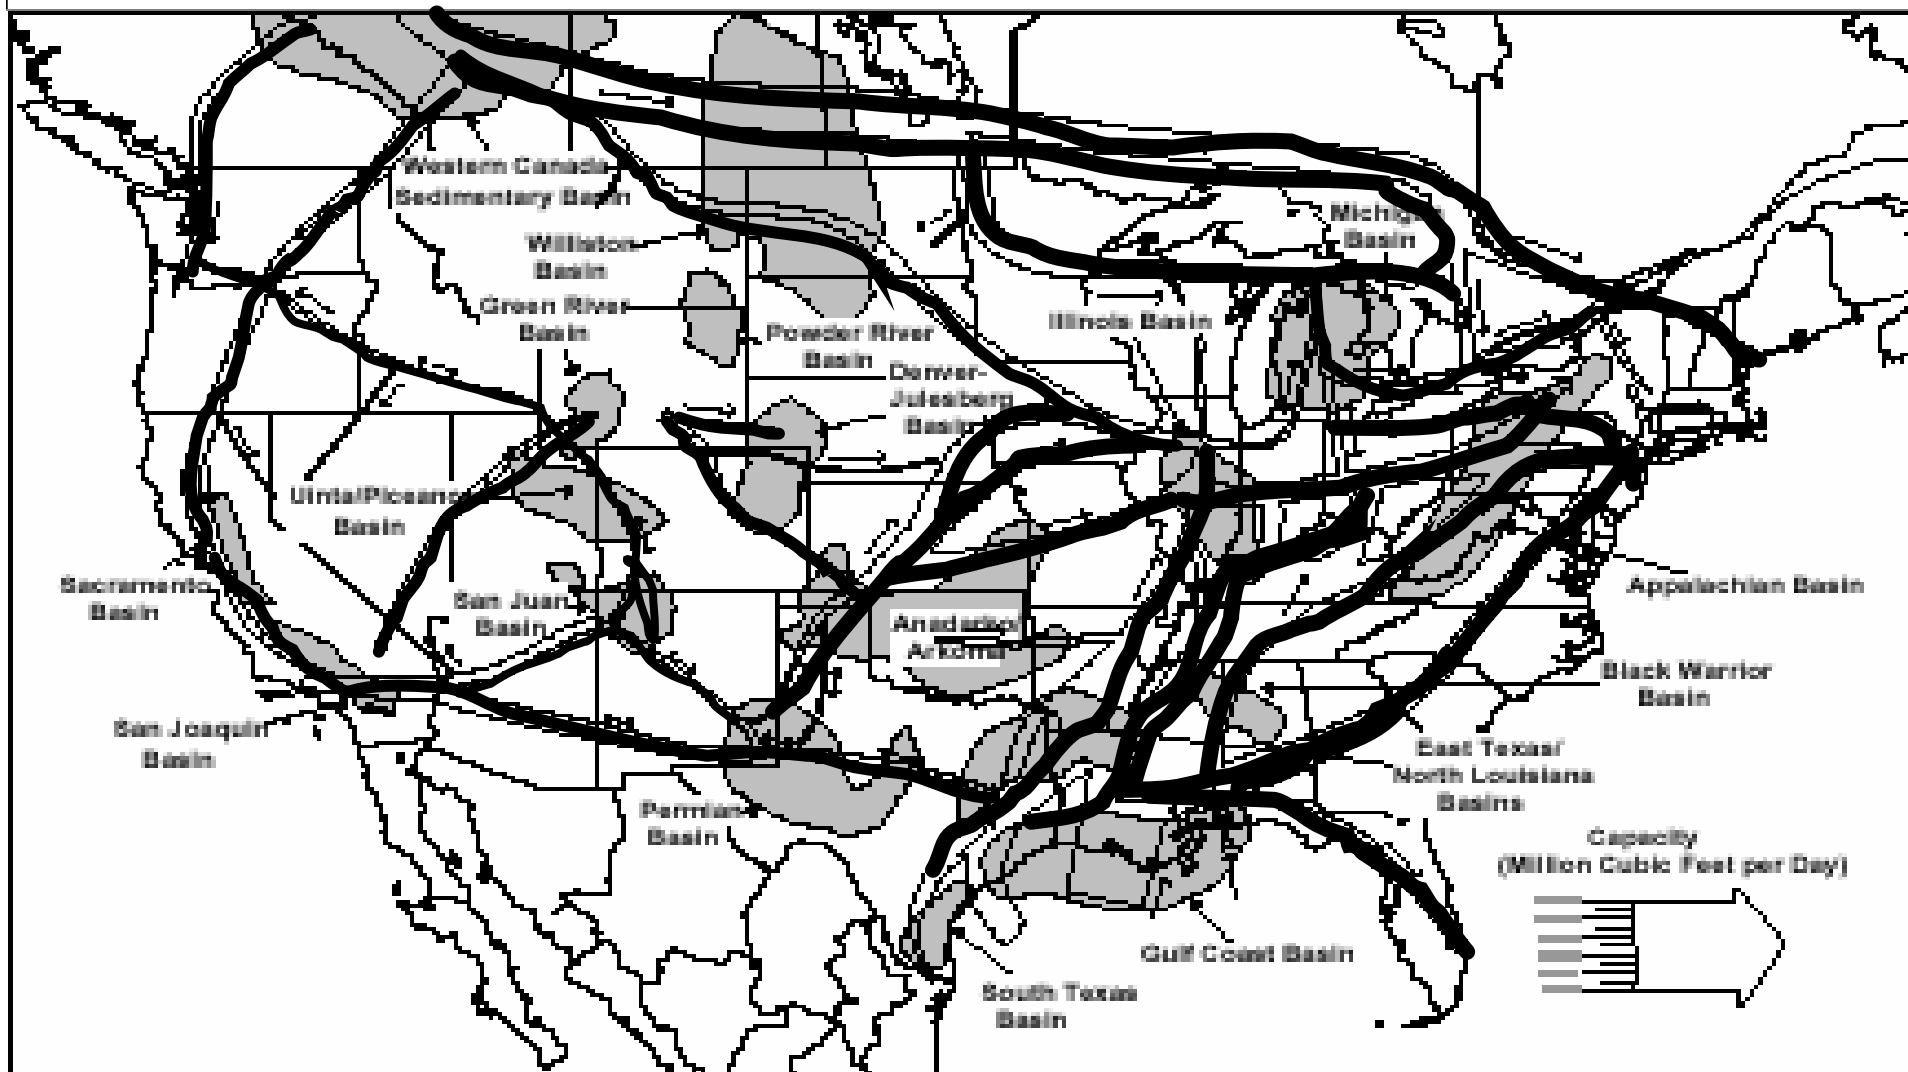 Western Canada
Sedimentary Basin
Williston
Basin
Michigan
Basin
Green River
Basin
Powder River
Basin
Illinois Basin
Denver-
Julesberg
Basin
Uinta/Piceance
Basin
Sacramento
Basin
San Juan
Basin
Anadarko/
Arkoma
Appalachian Basin
Black Warrior
Basin
San Joaquin
Basin
East Texas/
North Louisiana
Basins
Permian
Basin
Capacity
(Million Cubic Feet per Day)
Gulf Coast Basin
South Texas
Basin